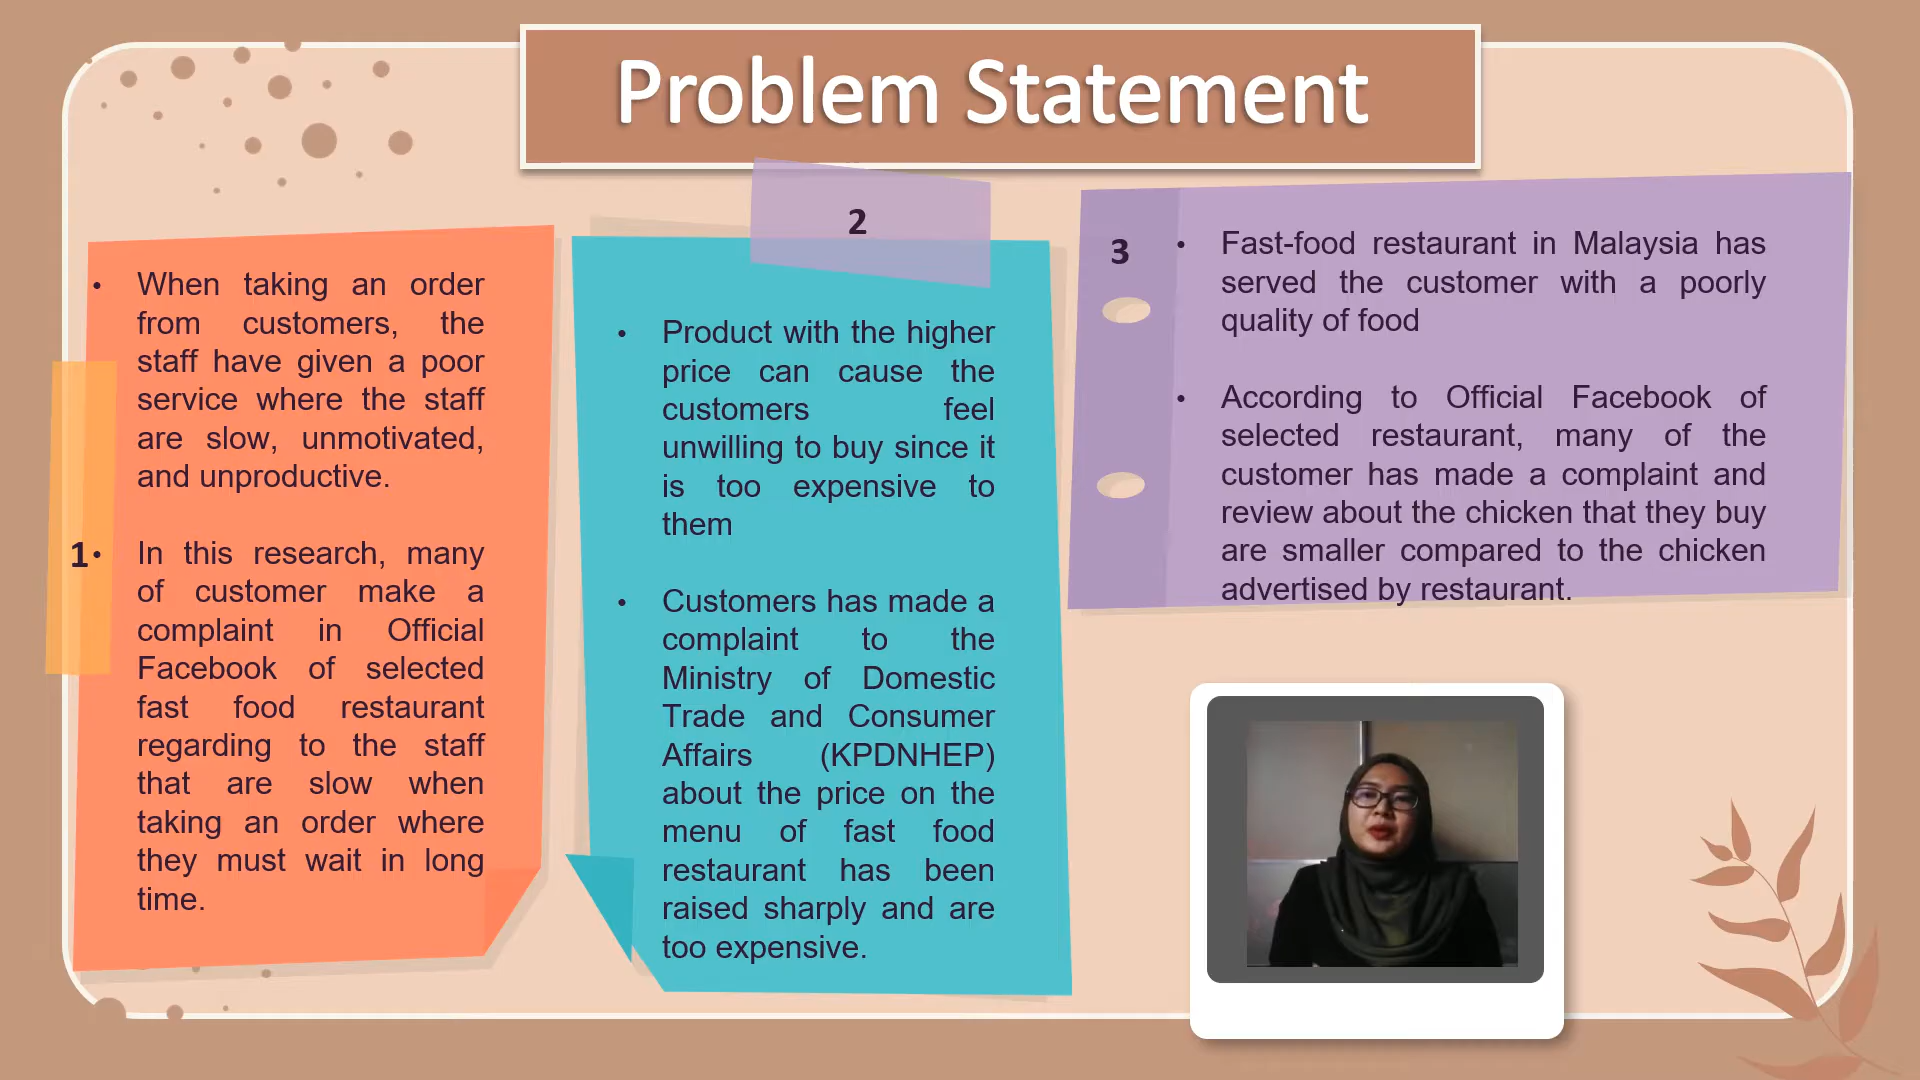 Problem Statement
1
• When taking an order
from customers, the
staff have given a poor
service where the staff
are slow, unmotivated,
and unproductive.
• In this research, many
of customer make a
complaint in Official
Facebook of selected
fast food restaurant
regarding to the staff
that are slow when
taking an order where
they must wait in long
time.
2
• Product with the higher
price can cause the
customers feel
unwilling to buy since it
is too expensive to
them
• Customers has made a
complaint to the
Ministry of Domestic
Trade and Consumer
Affairs (KPDNHEP)
about the price on the
menu of fast food
restaurant has been
raised sharply and are
too expensive.
3
• Fast-food restaurant in Malaysia has
served the customer with a poorly
quality of food
• According to Official Facebook of
selected restaurant, many of the
customer has made a complaint and
review about the chicken that they buy
are smaller compared to the chicken
advertised by restaurant.